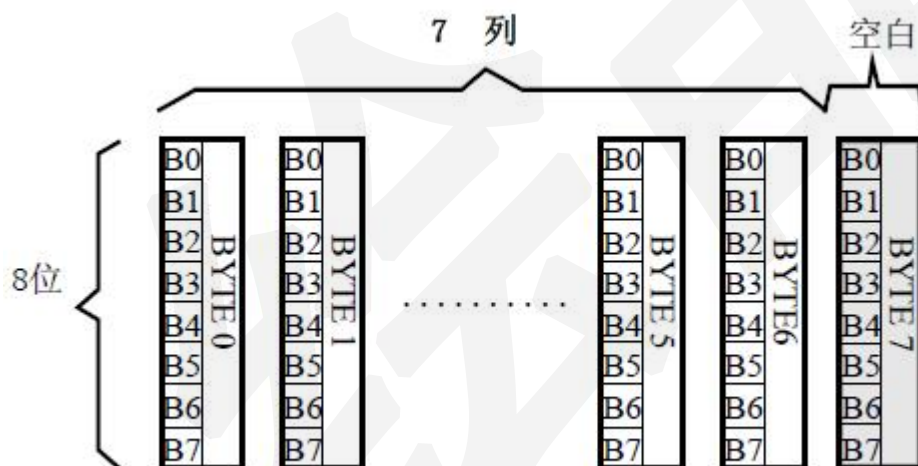 7 列
空白
8位
B0 B0 B0 B0 B0
B1 B1 B1 B1 B1
B2 B2 B2 B2 B2
B3 B3 B3 B3 B3
B4 B4 B4 B4 B4
B5 B5 B5 B5 B5
B6 B6 B6 B6 B6
B7 B7 B7 B7 B7
BYTE 0
BYTE 1
BYTE 5
BYTE6
BYTE 7